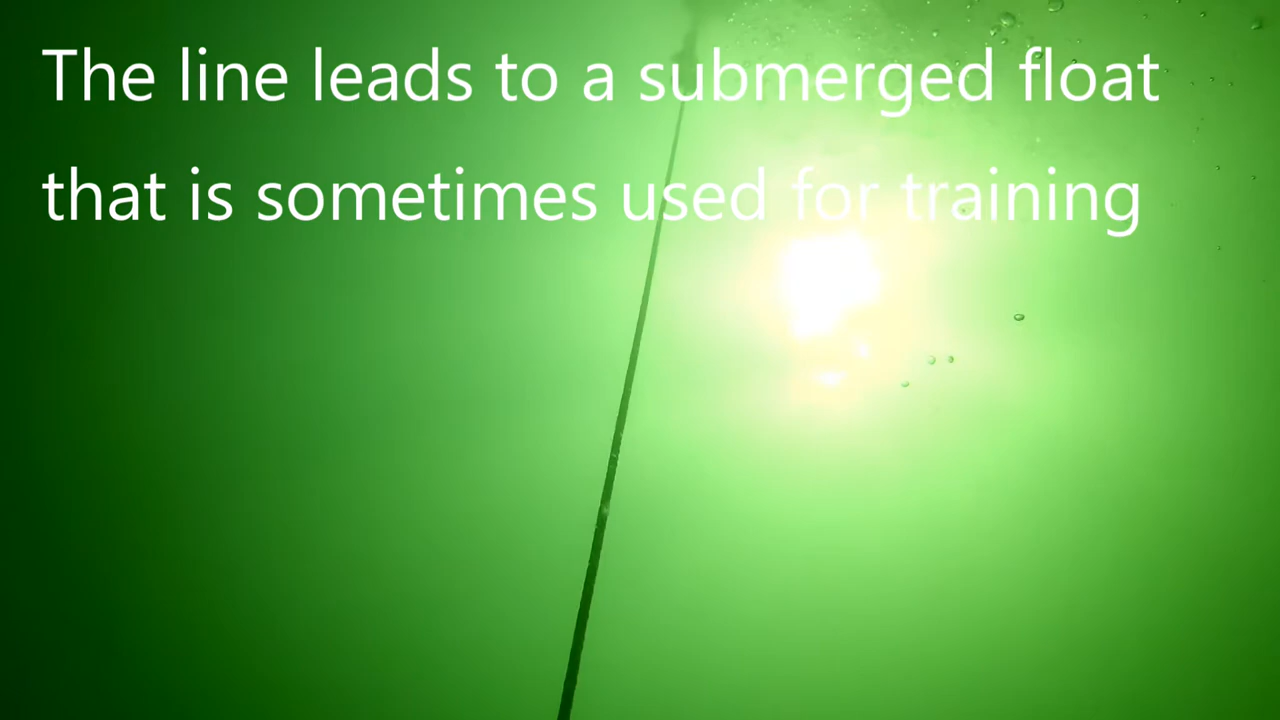 The line leads to a submerged float
that is sometimes used for training